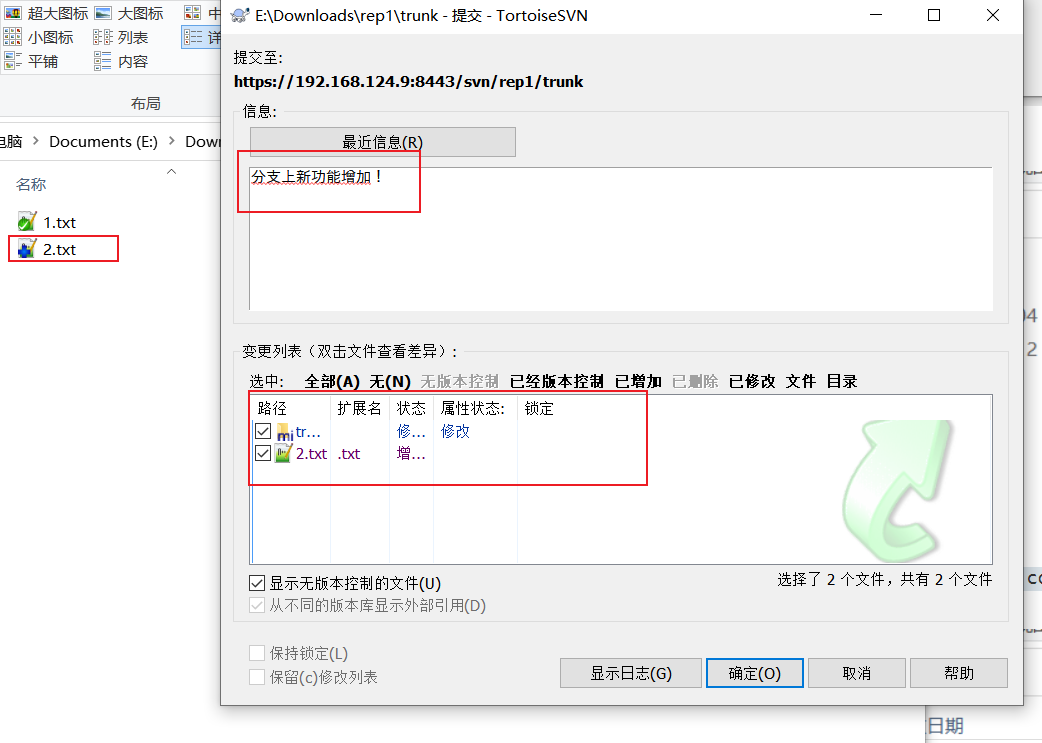 超大图标 大图标 中
小图标 列表 详
平铺 内容
布局
电脑 > Documents (E:) > Down
名称
1.txt
2.txt
E:\Downloads\rep1\trunk - 提交 - TortoiseSVN
提交至:
https://192.168.124.9:8443/svn/rep1/trunk
信息:
最近信息(R)
分支上新功能增加！
变更列表（双击文件查看差异）:
选中: 全部(A) 无(N) 无版本控制 已经版本控制 已增加 已删除 已修改 文件 目录
路径 扩展名 状态 属性状态: 锁定
tr... 修... 修改
2.txt .txt 增...
显示无版本控制的文件(U)
选择了 2 个文件，共有 2 个文件
从不同的版本库显示外部引用(D)
保持锁定(L)
保留(c)修改列表
显示日志(G) 确定(O) 取消 帮助
04
2
日期